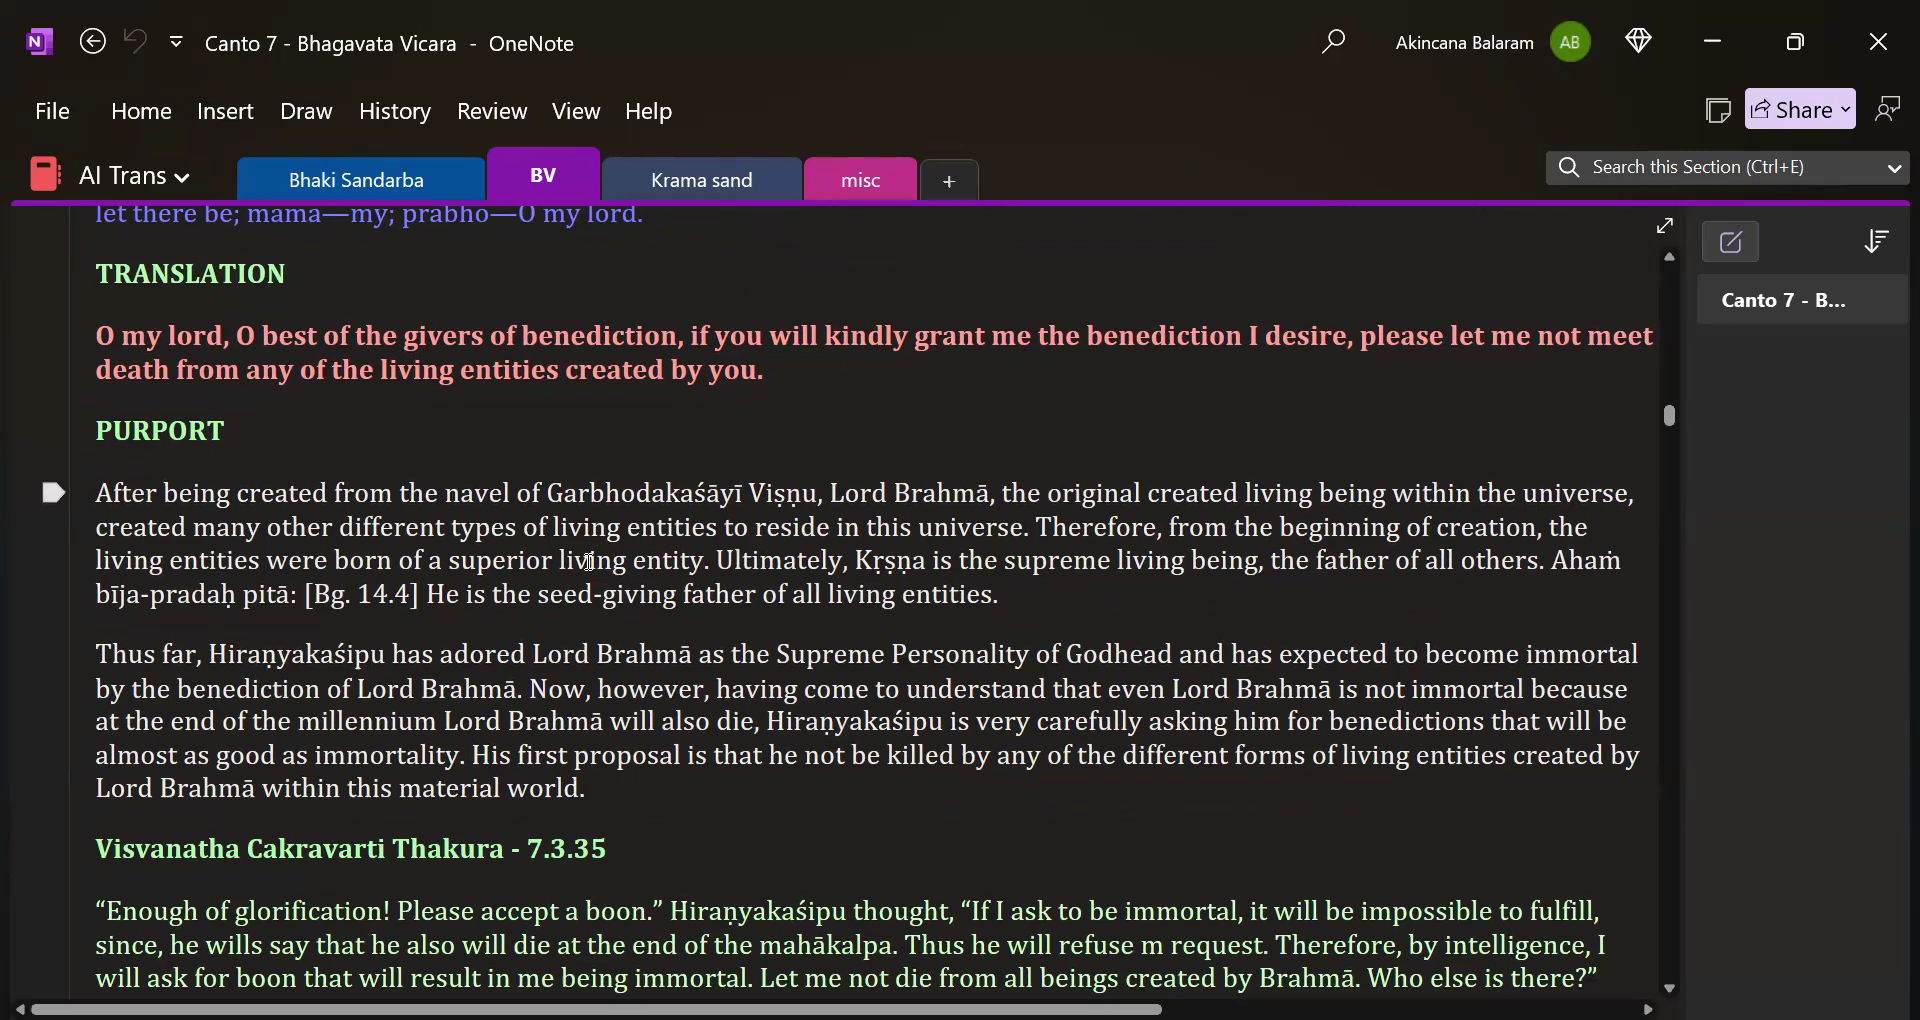 Canto 7 - Bhagavata Vicara - OneNote
Akincana Balaram
AB
File Home Insert Draw History Review View Help
Share
AI Trans
Bhaki Sandarba
BV
Krama sand
misc
+
Search this Section (Ctrl+E)
let there be; mama—my; prabho—O my lord.
TRANSLATION
O my lord, O best of the givers of benediction, if you will kindly grant me the benediction I desire, please let me not meet
death from any of the living entities created by you.
PURPORT
After being created from the navel of Garbhodakaśāyī Viṣṇu, Lord Brahmā, the original created living being within the universe,
created many other different types of living entities to reside in this universe. Therefore, from the beginning of creation, the
living entities were born of a superior living entity. Ultimately, Kṛṣṇa is the supreme living being, the father of all others. Ahaṁ
bīja-pradaḥ pitā: [Bg. 14.4] He is the seed-giving father of all living entities.
Thus far, Hiraṇyakaśipu has adored Lord Brahmā as the Supreme Personality of Godhead and has expected to become immortal
by the benediction of Lord Brahmā. Now, however, having come to understand that even Lord Brahmā is not immortal because
at the end of the millennium Lord Brahmā will also die, Hiraṇyakaśipu is very carefully asking him for benedictions that will be
almost as good as immortality. His first proposal is that he not be killed by any of the different forms of living entities created by
Lord Brahmā within this material world.
Visvanatha Cakravarti Thakura - 7.3.35
“Enough of glorification! Please accept a boon.” Hiraṇyakaśipu thought, “If I ask to be immortal, it will be impossible to fulfill,
since, he wills say that he also will die at the end of the mahākalpa. Thus he will refuse m request. Therefore, by intelligence, I
will ask for boon that will result in me being immortal. Let me not die from all beings created by Brahmā. Who else is there?”
Canto 7 - B...